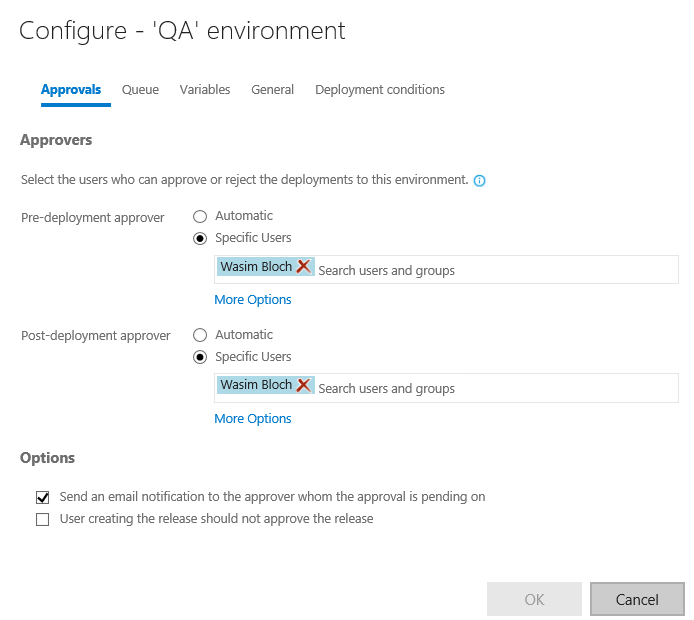 Configure - 'QA' environment
Approvals Queue Variables General Deployment conditions
Approvers
Select the users who can approve or reject the deployments to this environment.
Pre-deployment approver
Automatic
Specific Users
Wasim Bloch Search users and groups
More Options
Post-deployment approver
Automatic
Specific Users
Wasim Bloch Search users and groups
More Options
Options
Send an email notification to the approver whom the approval is pending on
User creating the release should not approve the release
OK Cancel